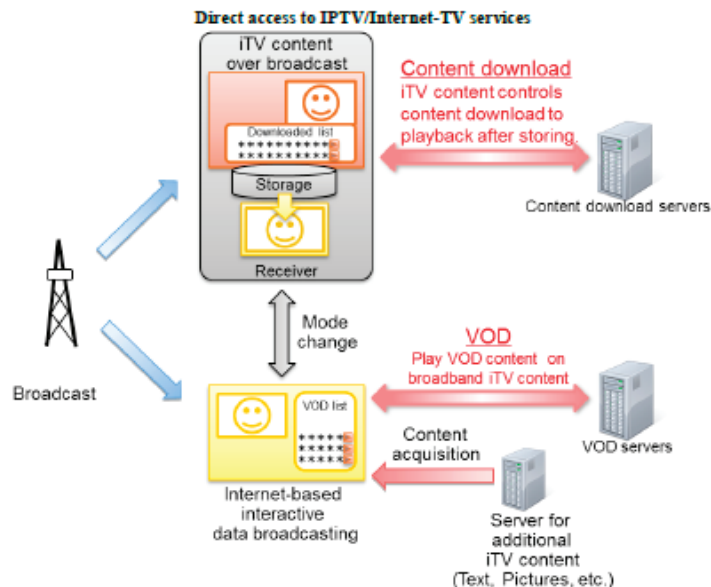 Direct access to IPTV/Internet-TV services
iTV content
over broadcast
Downloaded list
**********
**********
Storage
Receiver
Content download
iTV content controls
content download to
playback after storing.
Content download servers
Broadcast
Mode
change
VOD
Play VOD content on
broadband iTV content
VOD servers
VOD list
*****
*****
*****
Content
acquisition
Internet-based
interactive
data broadcasting
Server for
additional
iTV content
(Text, Pictures, etc.)